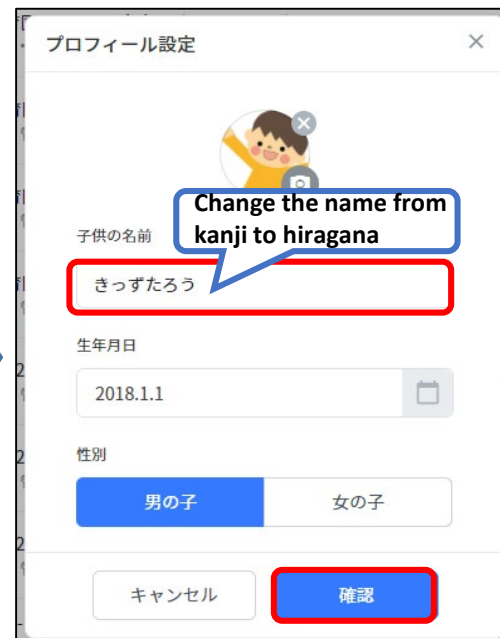 プロフィール設定
Change the name from
kanji to hiragana
子供の名前
きっずたろう
生年月日
2018.1.1
性別
男の子
女の子
キャンセル
確認